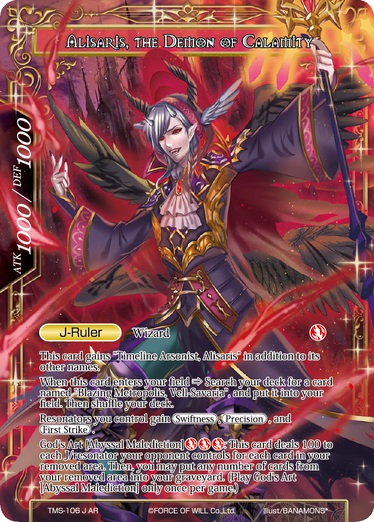 Alisaris, the Demon of Calamity
ATK 1000 / DEF 1000
J-Ruler
Wizard
This card gains "Timeline Arsonist, Alisaris" in addition to its
other names.
When this card enters your field ⇒ Search your deck for a card
named "Blazing Metropolis, Vell-Savaria", and put it into your
field. Then shuffle your deck.
Resonators you control gain Swiftness, Precision, and
First Strike.
God's Art [Abyssal Malediction] : This card deals 100 to
each J/resonator your opponent controls for each card in your
removed area. Then, you may put any number of cards from
your removed area into your graveyard. (Play God's Art
[Abyssal Malediction] only once per game.)
TMS-106 J AR
©FORCE OF WILL Co.,Ltd.
Illust/BANAMONS*